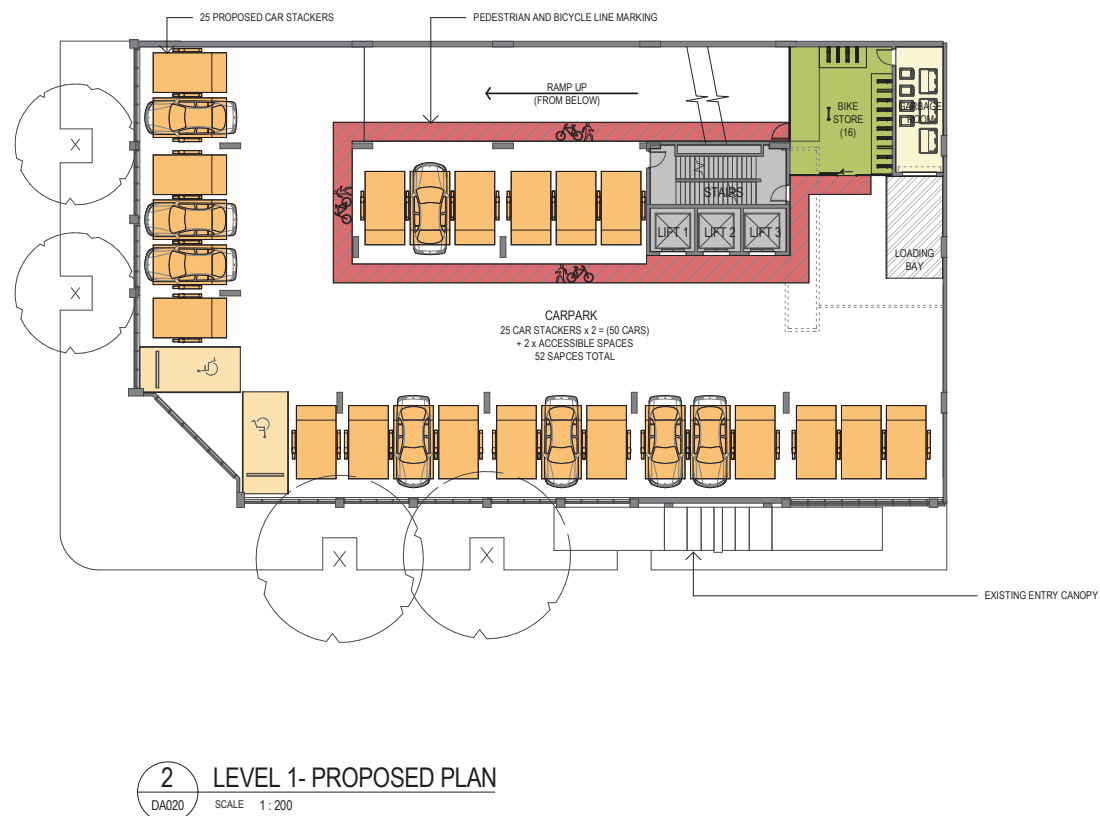 25 PROPOSED CAR STACKERS
PEDESTRIAN AND BICYCLE LINE MARKING
RAMP UP
(FROM BELOW)
BIKE
STORE
(16)
GARBAGE
ROOM
STAIRS
LIFT 1
LIFT 2
LIFT 3
LOADING
BAY
CARPARK
25 CAR STACKERS x 2 = (50 CARS)
+ 2 x ACCESSIBLE SPACES
52 SAPCES TOTAL
EXISTING ENTRY CANOPY
2
DA020
LEVEL 1- PROPOSED PLAN
SCALE 1 : 200